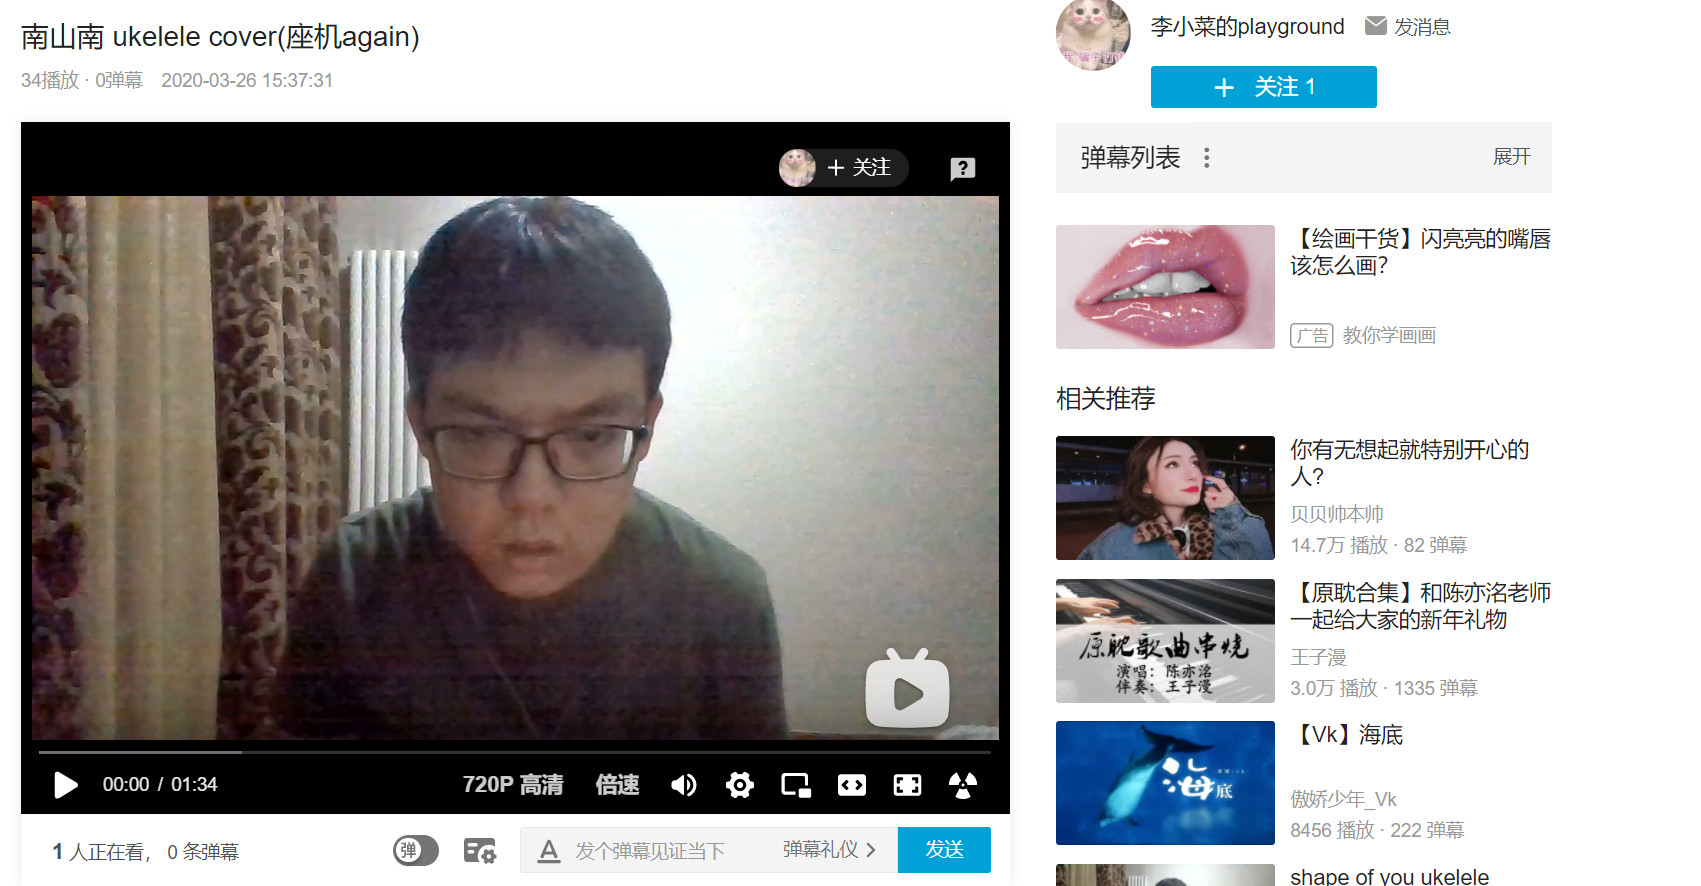 南山南 ukelele cover(座机again)
34播放 · 0弹幕 2020-03-26 15:37:31
李小菜的playground 发消息
+ 关注 1
+ 关注
弹幕列表 展开
【绘画干货】闪亮亮的嘴唇
该怎么画?
广告 教你学画画
相关推荐
你有无想起就特别开心的
人?
贝贝帅本帅
14.7万 播放 · 82 弹幕
原耽歌曲串烧
演唱：陈亦洺
伴奏：王子漫
【原耽合集】和陈亦洺老师
一起给大家的新年礼物
王子漫
3.0万 播放 · 1335 弹幕
海底
【Vk】海底
傲娇少年_Vk
8456 播放 · 222 弹幕
shape of you ukelele
00:00 / 01:34 720P 高清 倍速
1 人正在看， 0 条弹幕 弹 A 发个弹幕见证当下 弹幕礼仪 > 发送